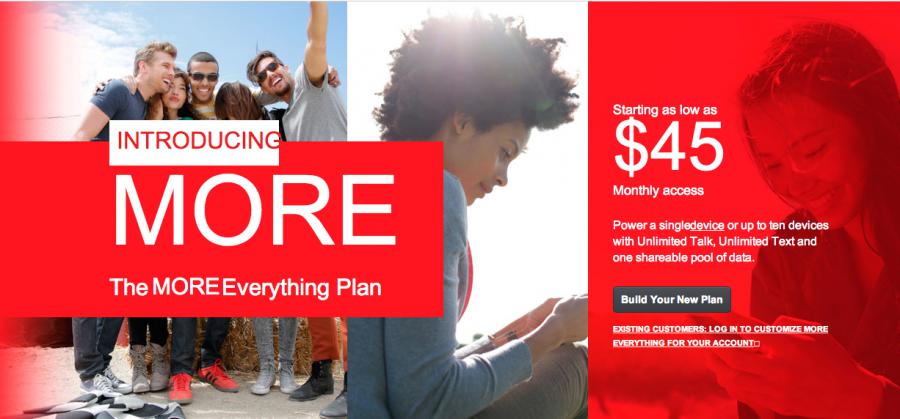 INTRODUCING
MORE
The MORE Everything Plan
Starting as low as
$45
Monthly access
Power a singledevice or up to ten devices
with Unlimited Talk, Unlimited Text and
one shareable pool of data.
Build Your New Plan
EXISTING CUSTOMERS: LOG IN TO CUSTOMIZE MORE
EVERYTHING FOR YOUR ACCOUNT□